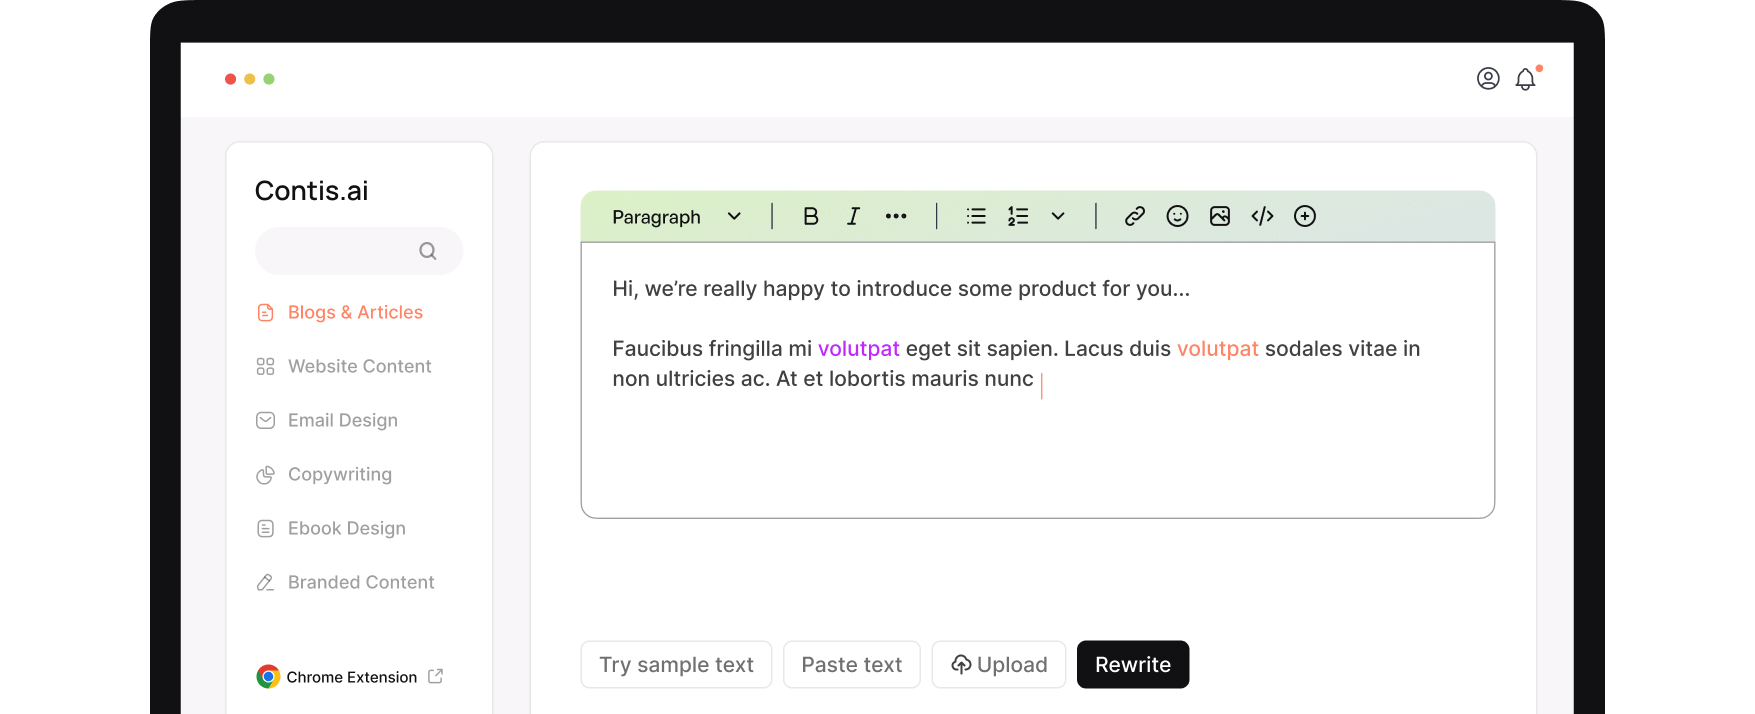 Contis.ai
Blogs & Articles
Website Content
Email Design
Copywriting
Ebook Design
Branded Content
Chrome Extension
Paragraph
Hi, we’re really happy to introduce some product for you...
Faucibus fringilla mi volutpat eget sit sapien. Lacus duis volutpat sodales vitae in
non ultricies ac. At et lobortis mauris nunc
Try sample text
Paste text
Upload
Rewrite